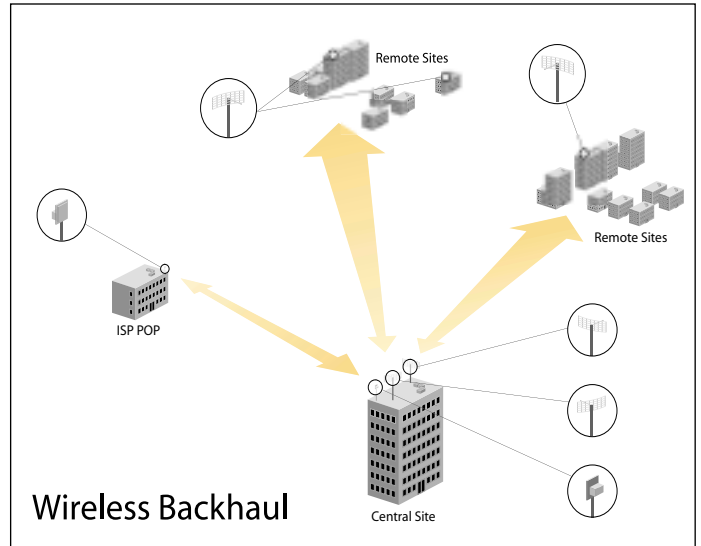 Remote Sites
Remote Sites
ISP POP
Central Site
Wireless Backhaul